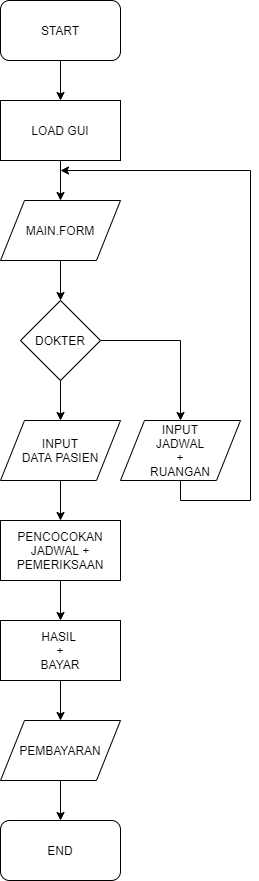 START
LOAD GUI
MAIN.FORM
DOKTER
INPUT
DATA PASIEN
INPUT
JADWAL
+
RUANGAN
PENCOCOKAN
JADWAL +
PEMERIKSAAN
HASIL
+
BAYAR
PEMBAYARAN
END